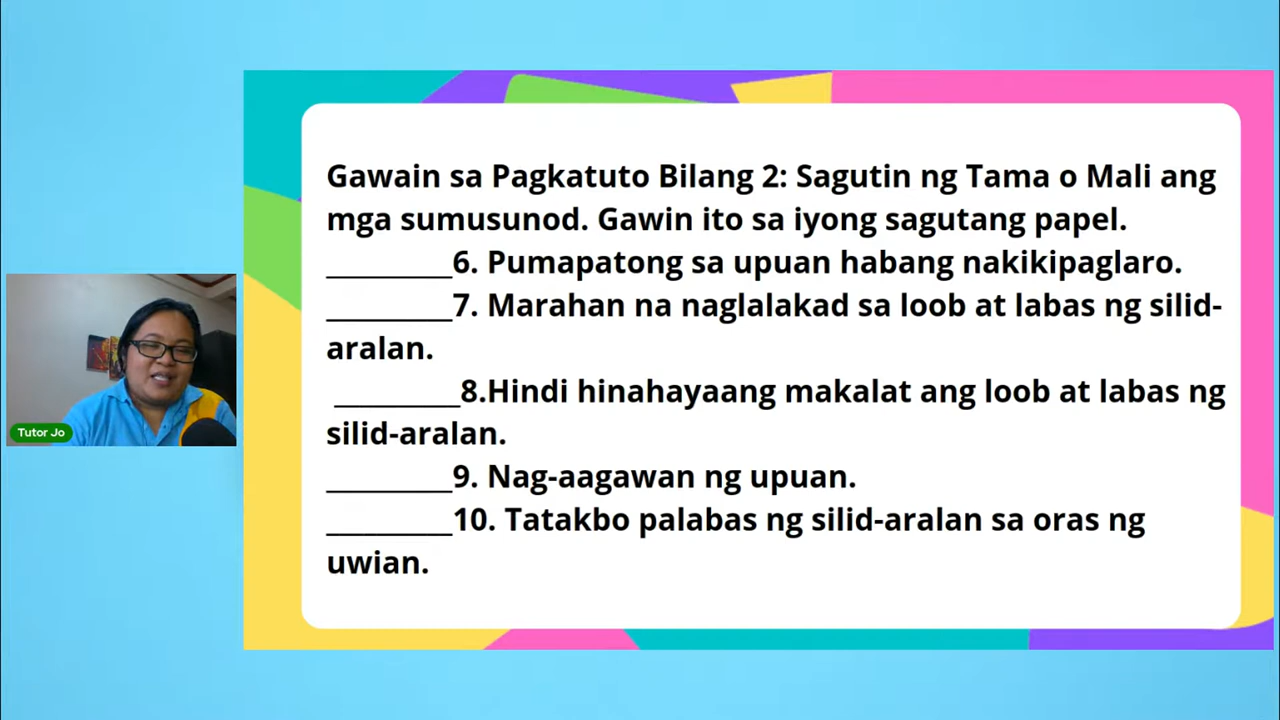 Gawain sa Pagkatuto Bilang 2: Sagutin ng Tama o Mali ang
mga sumusunod. Gawin ito sa iyong sagutang papel.
_________6. Pumapatong sa upuan habang nakikipaglaro.
_________7. Marahan na naglalakad sa loob at labas ng silid-
aralan.
_________8.Hindi hinahayaang makalat ang loob at labas ng
silid-aralan.
_________9. Nag-aagawan ng upuan.
_________10. Tatakbo palabas ng silid-aralan sa oras ng
uwian.
Tutor Jo